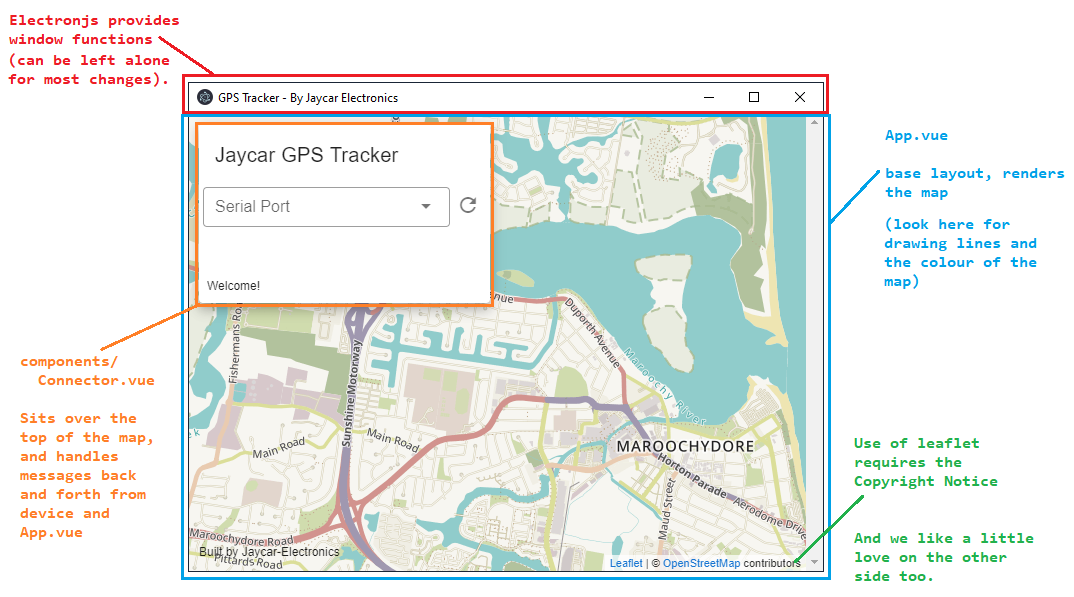 Electronjs provides
window functions
(can be left alone
for most changes).
GPS Tracker - By Jaycar Electronics
Jaycar GPS Tracker
Serial Port
Welcome!
App.vue
base layout, renders
the map
(look here for
drawing lines and
the colour of the
map)
components/
Connector.vue
Sits over the
top of the map,
and handles
messages back
and forth from
device and
App.vue
Duporth Avenue
Maroochy River
Sunshine Motorway
Main Road
Main Road
MAROOCHYDORE
Horton Parade
Aerodrome Drive
Maud Street
Maroochydore Road
Built by Jaycar-Electronics
Pittards Road
Leaflet | © OpenStreetMap contributors
Use of leaflet
requires the
Copyright Notice
And we like a little
love on the other
side too.